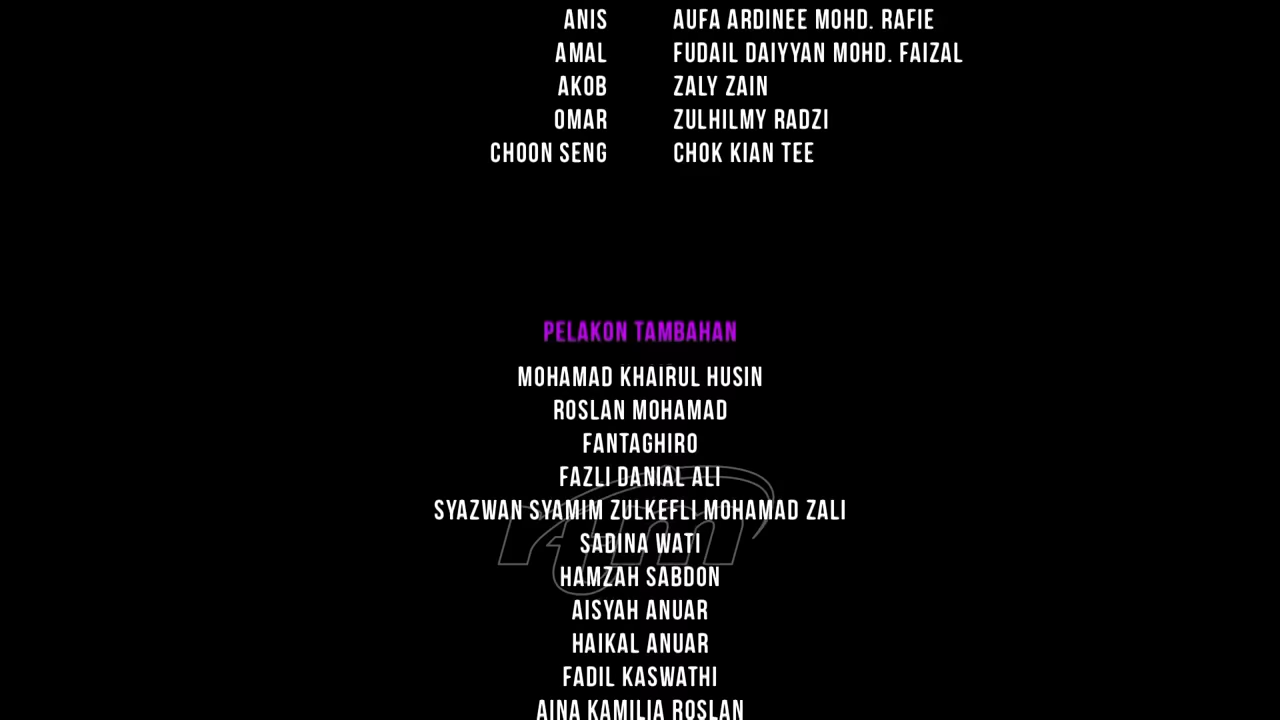 ANIS AUFA ARDINEE MOHD. RAFIE
AMAL FUDAIL DAIYYAN MOHD. FAIZAL
AKOB ZALY ZAIN
OMAR ZULHILMY RADZI
CHOON SENG CHOK KIAN TEE
PELAKON TAMBAHAN
MOHAMAD KHAIRUL HUSIN
ROSLAN MOHAMAD
FANTAGHIRO
FAZLI DANIAL ALI
SYAZWAN SYAMIM ZULKEFLI MOHAMAD ZALI
SADINA WATI
HAMZAH SABDON
AISYAH ANUAR
HAIKAL ANUAR
FADIL KASWATHI
AINA KAMILIA ROSLAN